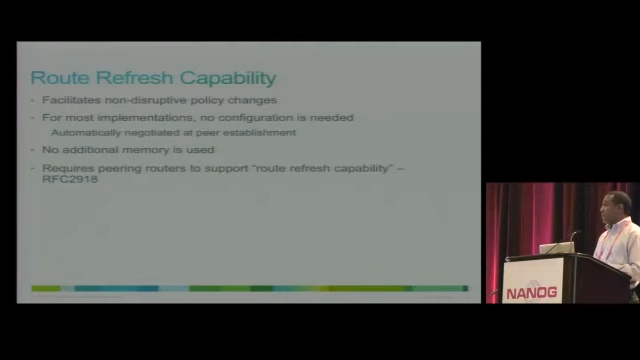 Route Refresh Capability
- Facilitates non-disruptive policy changes
- For most implementations, no configuration is needed
Automatically negotiated at peer establishment
- No additional memory is used
- Requires peering routers to support “route refresh capability” –
RFC2918
NANOG